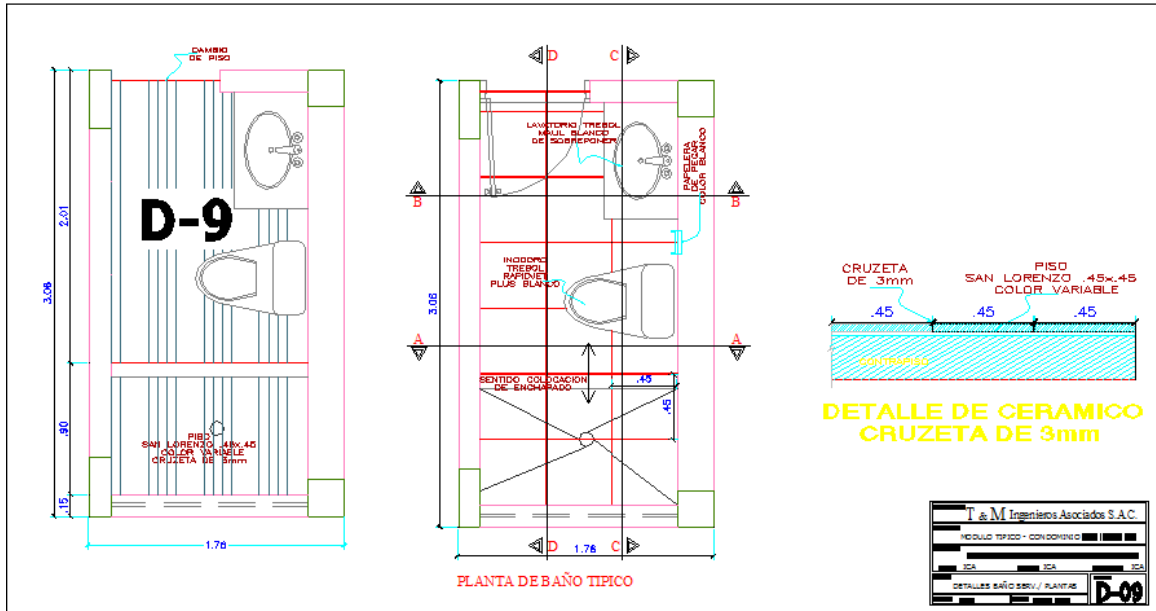 CAMBIO
DE PISO
D-9
3.06
2.01
.90
.15
PISO
SAN LORENZO .45x.45
COLOR VARIABLE
CRUZETA DE 3mm
1.76
D
C
LAVATORIO TREBOL
MAUI BLANCO
DE SOBREPONER
PAPELERA
DE PEGAR
COLOR BLANCO
B
B
INODORO
TREBOL
RAPIDJET
PLUS BLANCO
3.06
A
A
SENTIDO COLOCACION
DE ENCHAPADO
.45
.45
D
C
1.76
PLANTA DE BAÑO TIPICO
CRUZETA
DE 3mm
PISO
SAN LORENZO .45x.45
COLOR VARIABLE
.45
.45
.45
CONTRAPISO
DETALLE DE CERAMICO
CRUZETA DE 3mm
T & M Ingenieros Asociados S.A.C.
MODULO TIPICO - CONDOMINIO
ICA
ICA
ICA
DETALLES BAÑO SERV./ PLANTAS
D-09